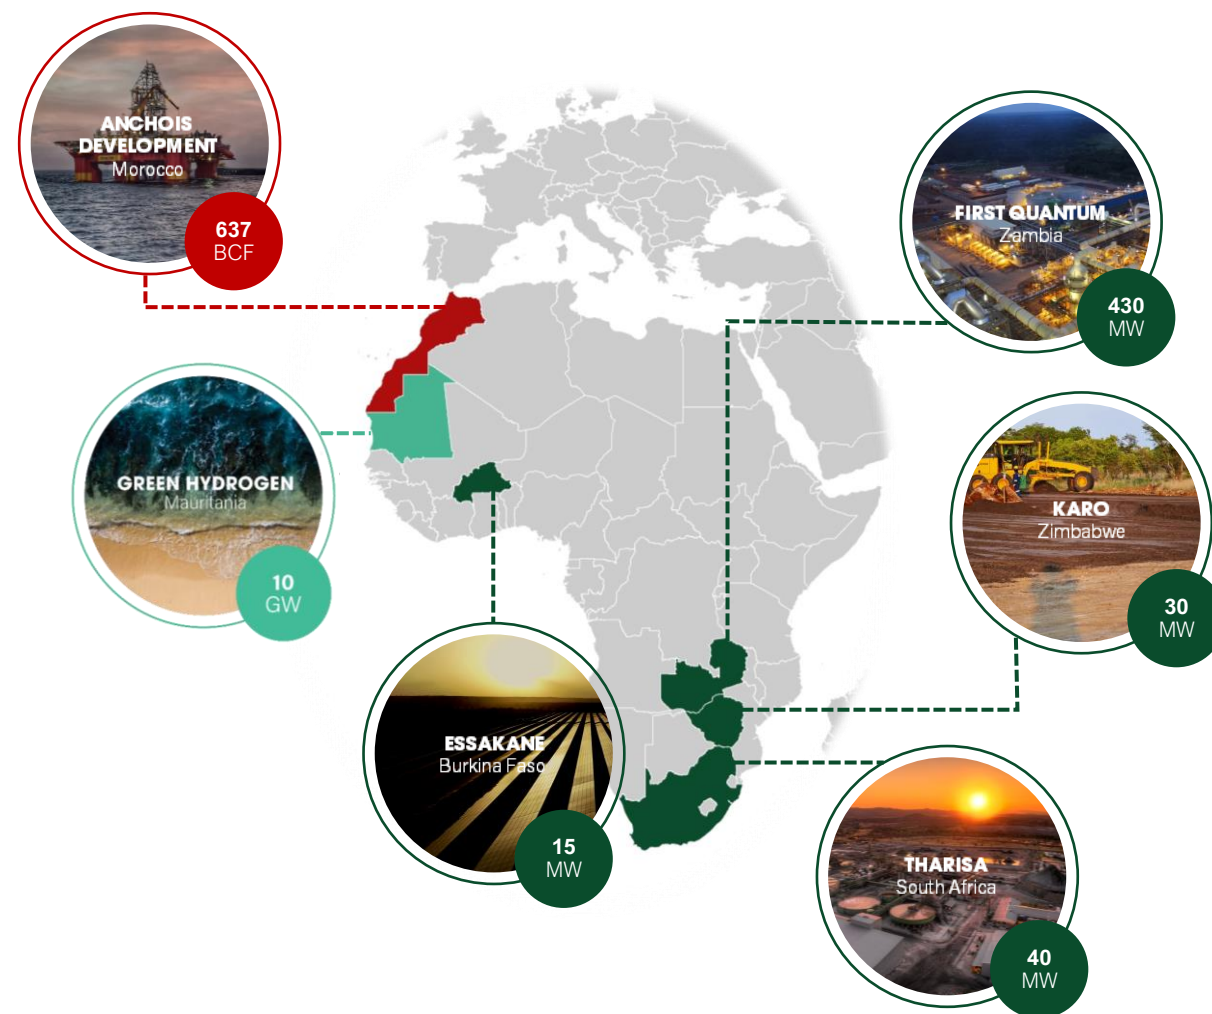 ANCHOIS
DEVELOPMENT
Morocco
637
BCF
FIRST QUANTUM
Zambia
430
MW
GREEN HYDROGEN
Mauritania
10
GW
KARO
Zimbabwe
30
MW
ESSAKANE
Burkina Faso
15
MW
THARISA
South Africa
40
MW